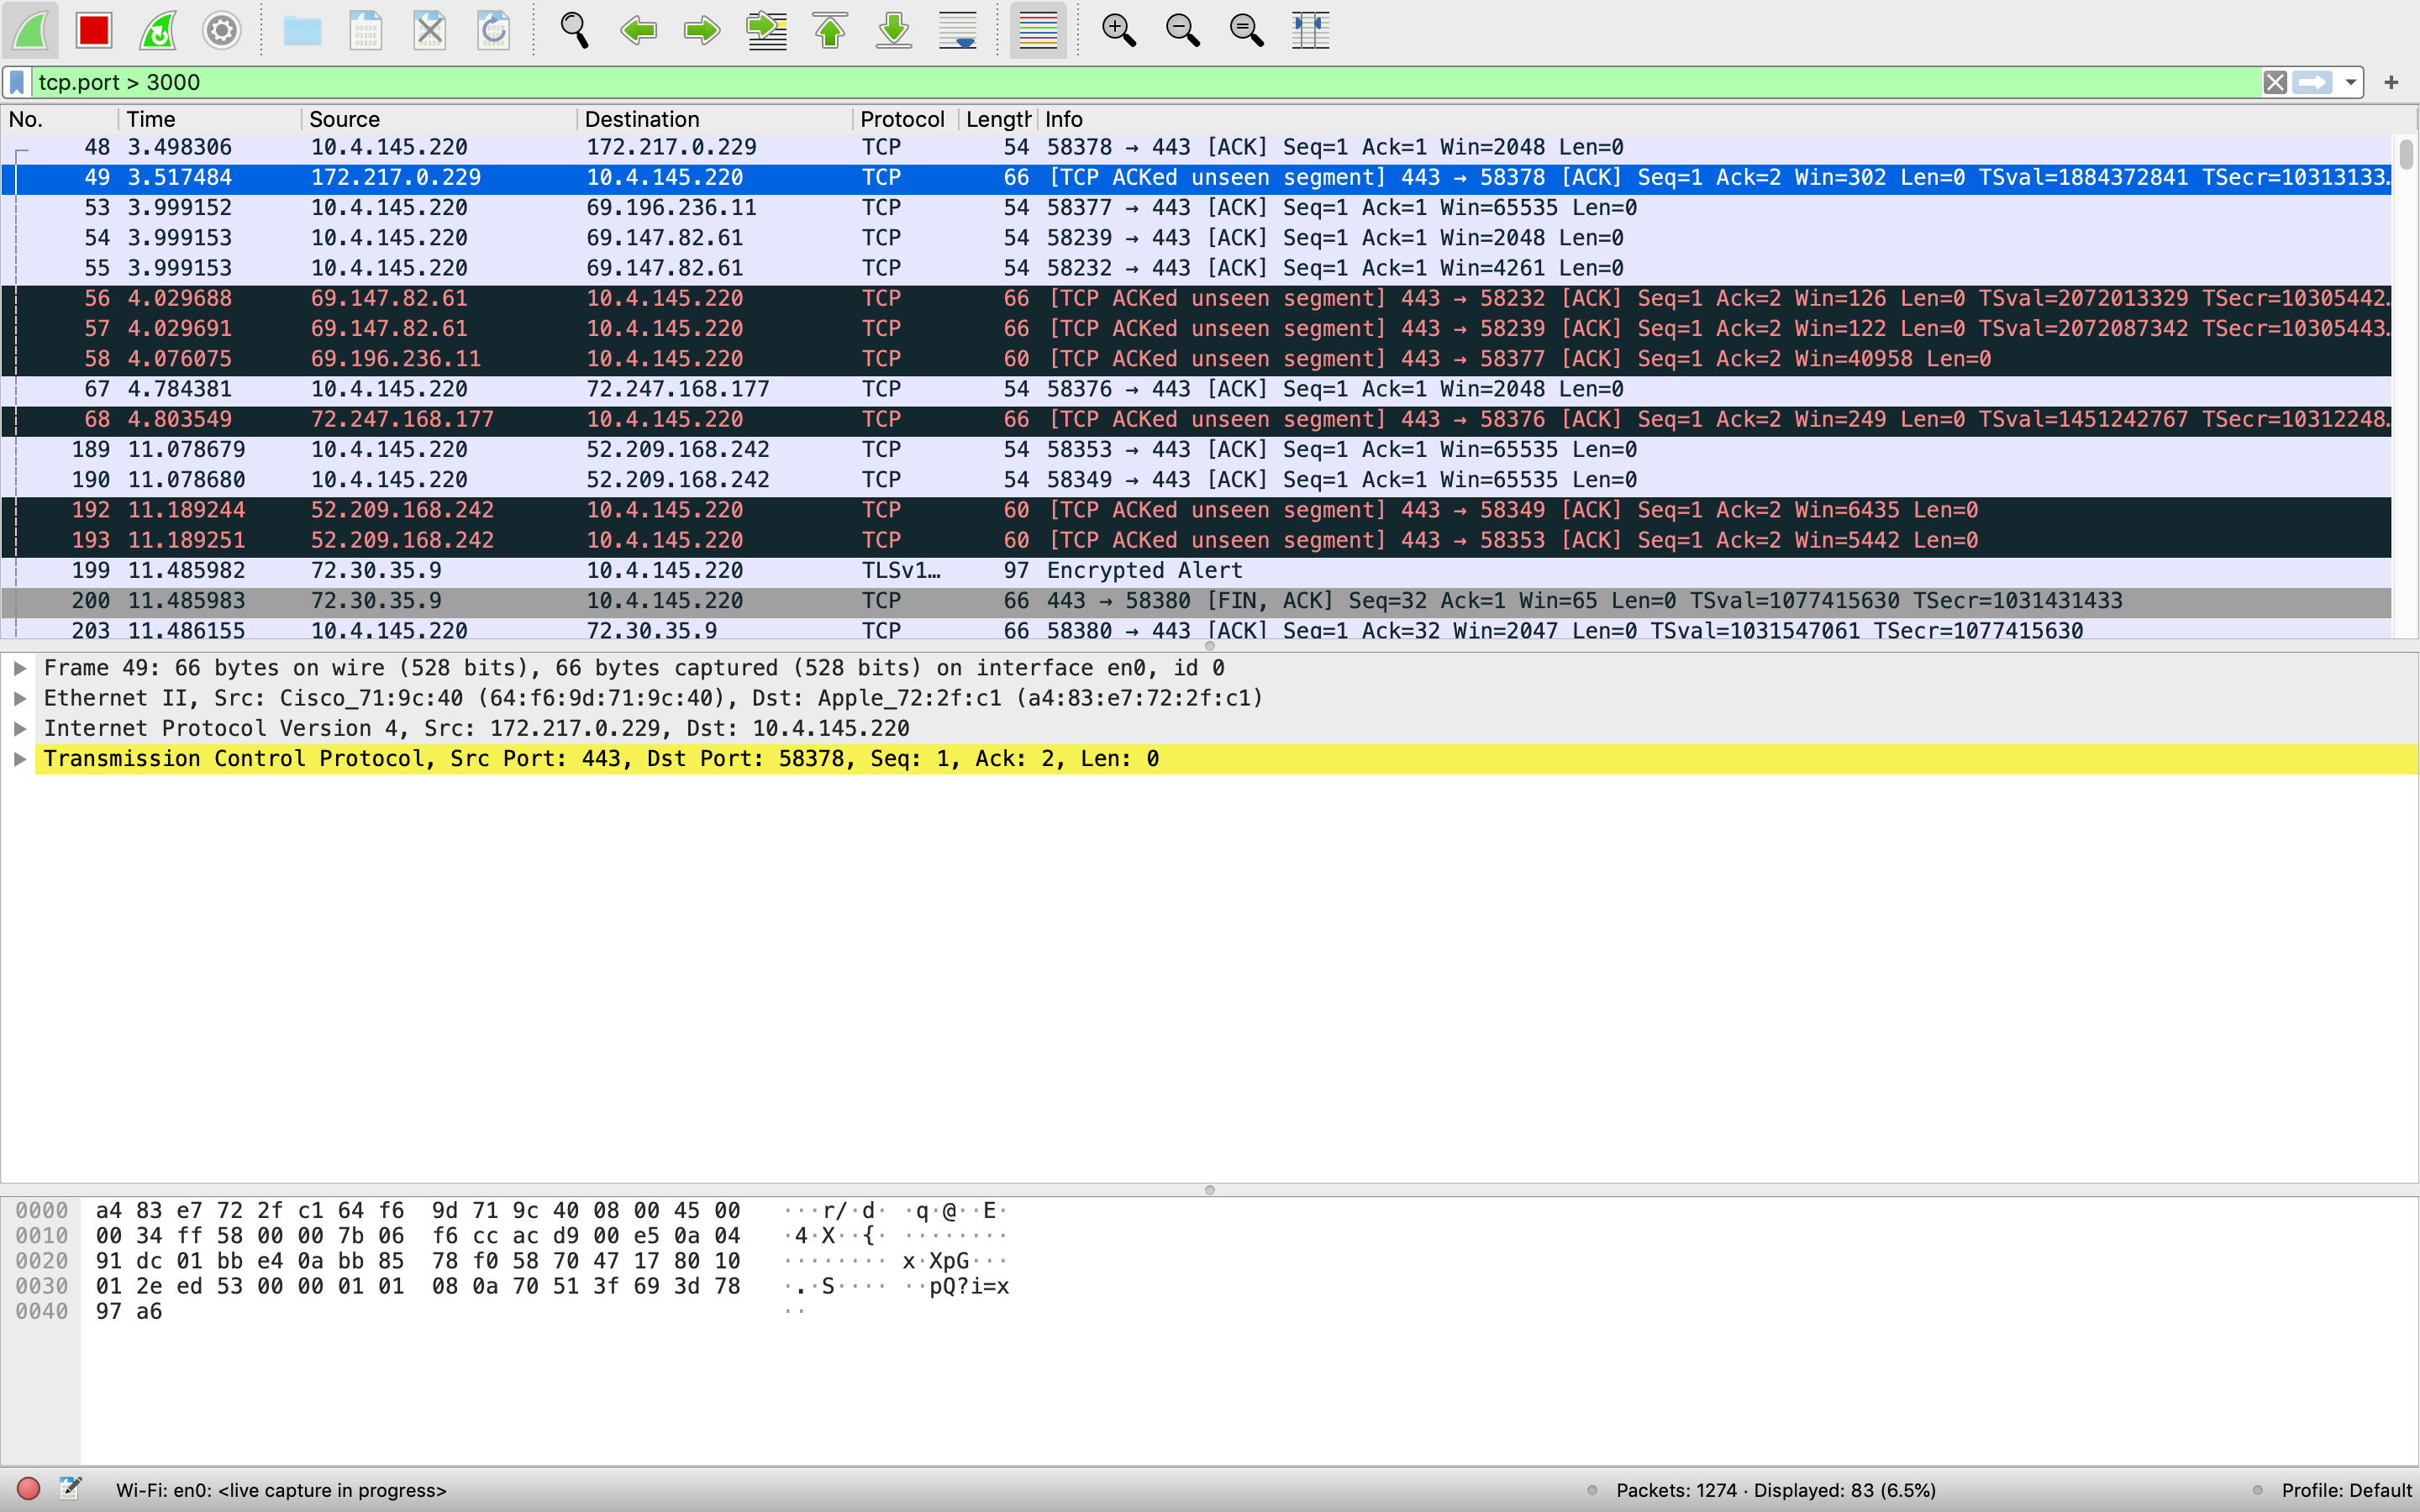 tcp.port > 3000
No. Time Source Destination Protocol Length Info
48 3.498306 10.4.145.220 172.217.0.229 TCP 54 58378 → 443 [ACK] Seq=1 Ack=1 Win=2048 Len=0
49 3.517484 172.217.0.229 10.4.145.220 TCP 66 [TCP ACKed unseen segment] 443 → 58378 [ACK] Seq=1 Ack=2 Win=302 Len=0 TSval=1884372841 TSecr=10313133…
53 3.999152 10.4.145.220 69.196.236.11 TCP 54 58377 → 443 [ACK] Seq=1 Ack=1 Win=65535 Len=0
54 3.999153 10.4.145.220 69.147.82.61 TCP 54 58239 → 443 [ACK] Seq=1 Ack=1 Win=2048 Len=0
55 3.999153 10.4.145.220 69.147.82.61 TCP 54 58232 → 443 [ACK] Seq=1 Ack=1 Win=4261 Len=0
56 4.029688 69.147.82.61 10.4.145.220 TCP 66 [TCP ACKed unseen segment] 443 → 58232 [ACK] Seq=1 Ack=2 Win=126 Len=0 TSval=2072013329 TSecr=10305442…
57 4.029691 69.147.82.61 10.4.145.220 TCP 66 [TCP ACKed unseen segment] 443 → 58239 [ACK] Seq=1 Ack=2 Win=122 Len=0 TSval=2072087342 TSecr=10305443…
58 4.076075 69.196.236.11 10.4.145.220 TCP 60 [TCP ACKed unseen segment] 443 → 58377 [ACK] Seq=1 Ack=2 Win=40958 Len=0
67 4.784381 10.4.145.220 72.247.168.177 TCP 54 58376 → 443 [ACK] Seq=1 Ack=1 Win=2048 Len=0
68 4.803549 72.247.168.177 10.4.145.220 TCP 66 [TCP ACKed unseen segment] 443 → 58376 [ACK] Seq=1 Ack=2 Win=249 Len=0 TSval=1451242767 TSecr=10312248…
189 11.078679 10.4.145.220 52.209.168.242 TCP 54 58353 → 443 [ACK] Seq=1 Ack=1 Win=65535 Len=0
190 11.078680 10.4.145.220 52.209.168.242 TCP 54 58349 → 443 [ACK] Seq=1 Ack=1 Win=65535 Len=0
192 11.189244 52.209.168.242 10.4.145.220 TCP 60 [TCP ACKed unseen segment] 443 → 58349 [ACK] Seq=1 Ack=2 Win=6435 Len=0
193 11.189251 52.209.168.242 10.4.145.220 TCP 60 [TCP ACKed unseen segment] 443 → 58353 [ACK] Seq=1 Ack=2 Win=5442 Len=0
199 11.485982 72.30.35.9 10.4.145.220 TLSv1… 97 Encrypted Alert
200 11.485983 72.30.35.9 10.4.145.220 TCP 66 443 → 58380 [FIN, ACK] Seq=32 Ack=1 Win=65 Len=0 TSval=1077415630 TSecr=1031431433
203 11.486155 10.4.145.220 72.30.35.9 TCP 66 58380 → 443 [ACK] Seq=1 Ack=32 Win=2047 Len=0 TSval=1031547061 TSecr=1077415630
Frame 49: 66 bytes on wire (528 bits), 66 bytes captured (528 bits) on interface en0, id 0
Ethernet II, Src: Cisco_71:9c:40 (64:f6:9d:71:9c:40), Dst: Apple_72:2f:c1 (a4:83:e7:72:2f:c1)
Internet Protocol Version 4, Src: 172.217.0.229, Dst: 10.4.145.220
Transmission Control Protocol, Src Port: 443, Dst Port: 58378, Seq: 1, Ack: 2, Len: 0
0000 a4 83 e7 72 2f c1 64 f6 9d 71 9c 40 08 00 45 00 ···r/·d· ·q·@··E·
0010 00 34 ff 58 00 00 7b 06 f6 cc ac d9 00 e5 0a 04 ·4·X··{· ········
0020 91 dc 01 bb e4 0a bb 85 78 f0 58 70 47 17 80 10 ········ x·XpG···
0030 01 2e ed 53 00 00 01 01 08 0a 70 51 3f 69 3d 78 ·.·S···· ··pQ?i=x
0040 97 a6 ··
Wi-Fi: en0: <live capture in progress> Packets: 1274 · Displayed: 83 (6.5%) Profile: Default